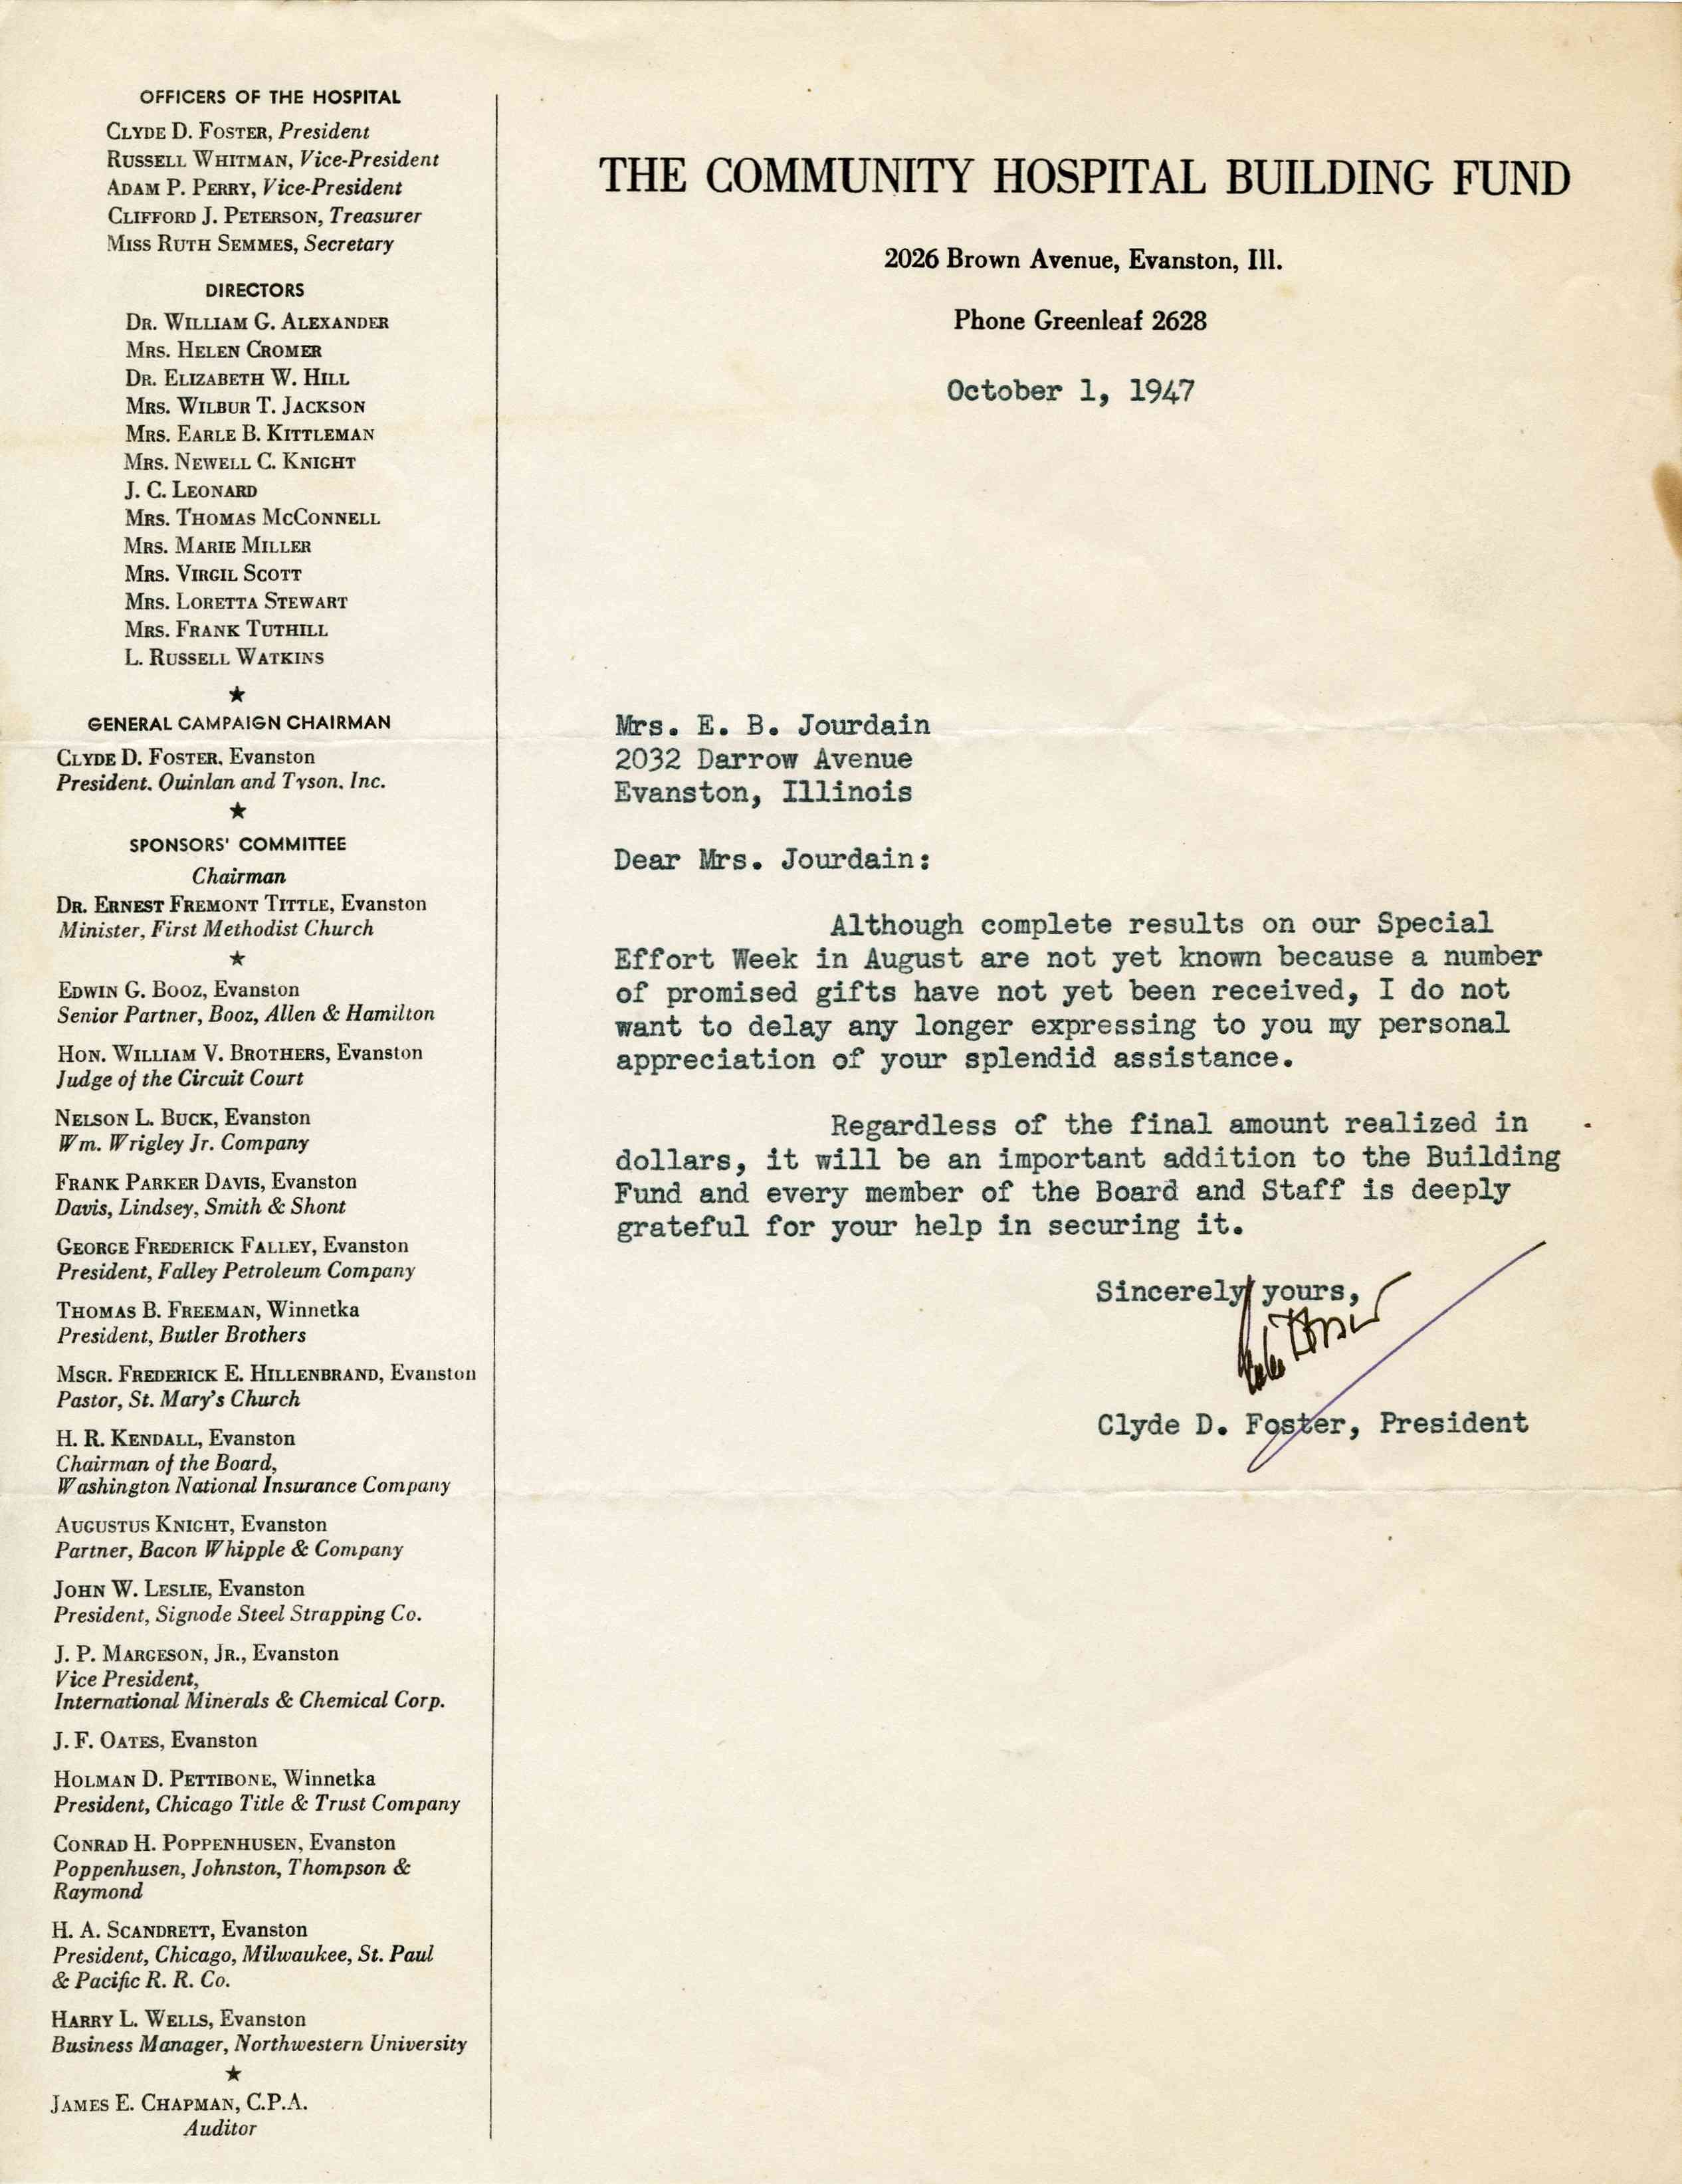 OFFICERS OF THE HOSPITAL
CLYDE D. FOSTER, President
RUSSELL WHITMAN, Vice-President
ADAM P. PERRY, Vice-President
CLIFFORD J. PETERSON, Treasurer
MISS RUTH SEMMES, Secretary
DIRECTORS
DR. WILLIAM G. ALEXANDER
MRS. HELEN CROMER
DR. ELIZABETH W. HILL
MRS. WILBUR T. JACKSON
MRS. EARLE B. KITTLEMAN
MRS. NEWELL C. KNIGHT
J. C. LEONARD
MRS. THOMAS MCCONNELL
MRS. MARIE MILLER
MRS. VIRGIL SCOTT
MRS. LORETTA STEWART
MRS. FRANK TUTHILL
L. RUSSELL WATKINS
★
GENERAL CAMPAIGN CHAIRMAN
CLYDE D. FOSTER, Evanston
President, Quinlan and Tyson, Inc.
★
SPONSORS' COMMITTEE
Chairman
DR. ERNEST FREMONT TITTLE, Evanston
Minister, First Methodist Church
★
EDWIN G. BOOZ, Evanston
Senior Partner, Booz, Allen & Hamilton
HON. WILLIAM V. BROTHERS, Evanston
Judge of the Circuit Court
NELSON L. BUCK, Evanston
Wm. Wrigley Jr. Company
FRANK PARKER DAVIS, Evanston
Davis, Lindsey, Smith & Shont
GEORGE FREDERICK FALLEY, Evanston
President, Falley Petroleum Company
THOMAS B. FREEMAN, Winnetka
President, Butler Brothers
MSGR. FREDERICK E. HILLENBRAND, Evanston
Pastor, St. Mary's Church
H. R. KENDALL, Evanston
Chairman of the Board,
Washington National Insurance Company
AUGUSTUS KNIGHT, Evanston
Partner, Bacon Whipple & Company
JOHN W. LESLIE, Evanston
President, Signode Steel Strapping Co.
J. P. MARGESON, JR., Evanston
Vice President,
International Minerals & Chemical Corp.
J. F. OATES, Evanston
HOLMAN D. PETTIBONE, Winnetka
President, Chicago Title & Trust Company
CONRAD H. POPPENHUSEN, Evanston
Poppenhusen, Johnston, Thompson &
Raymond
H. A. SCANDRETT, Evanston
President, Chicago, Milwaukee, St. Paul
& Pacific R. R. Co.
HARRY L. WELLS, Evanston
Business Manager, Northwestern University
★
JAMES E. CHAPMAN, C.P.A.
Auditor
THE COMMUNITY HOSPITAL BUILDING FUND
2026 Brown Avenue, Evanston, Ill.
Phone Greenleaf 2628
October 1, 1947
Mrs. E. B. Jourdain
2032 Darrow Avenue
Evanston, Illinois
Dear Mrs. Jourdain:
Although complete results on our Special
Effort Week in August are not yet known because a number
of promised gifts have not yet been received, I do not
want to delay any longer expressing to you my personal
appreciation of your splendid assistance.
Regardless of the final amount realized in
dollars, it will be an important addition to the Building
Fund and every member of the Board and Staff is deeply
grateful for your help in securing it.
Sincerely yours,
Clyde D. Foster, President